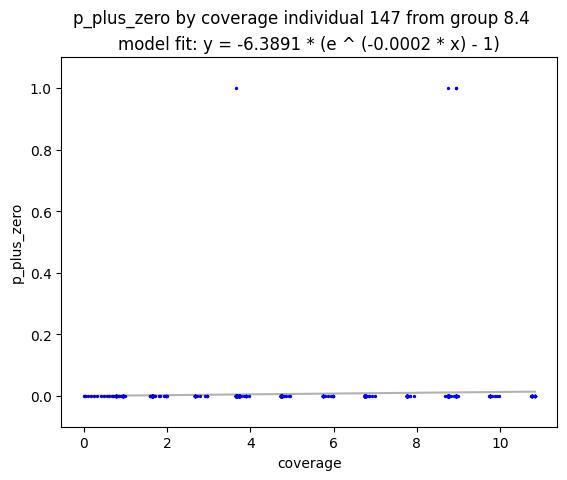 p_plus_zero by coverage individual 147 from group 8.4
model fit: y = -6.3891 * (e ^ (-0.0002 * x) - 1)
1.0
0.8
0.6
0.4
0.2
0.0
p_plus_zero
0 2 4 6 8 10
coverage